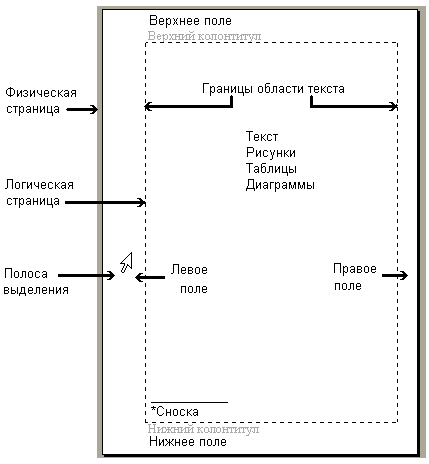 Верхнее поле
Верхний колонтитул
Физическая
страница
Границы области текста
Текст
Рисунки
Таблицы
Диаграммы
Логическая
страница
Полоса
выделения
Левое
поле
Правое
поле
*Сноска
Нижний колонтитул
Нижнее поле